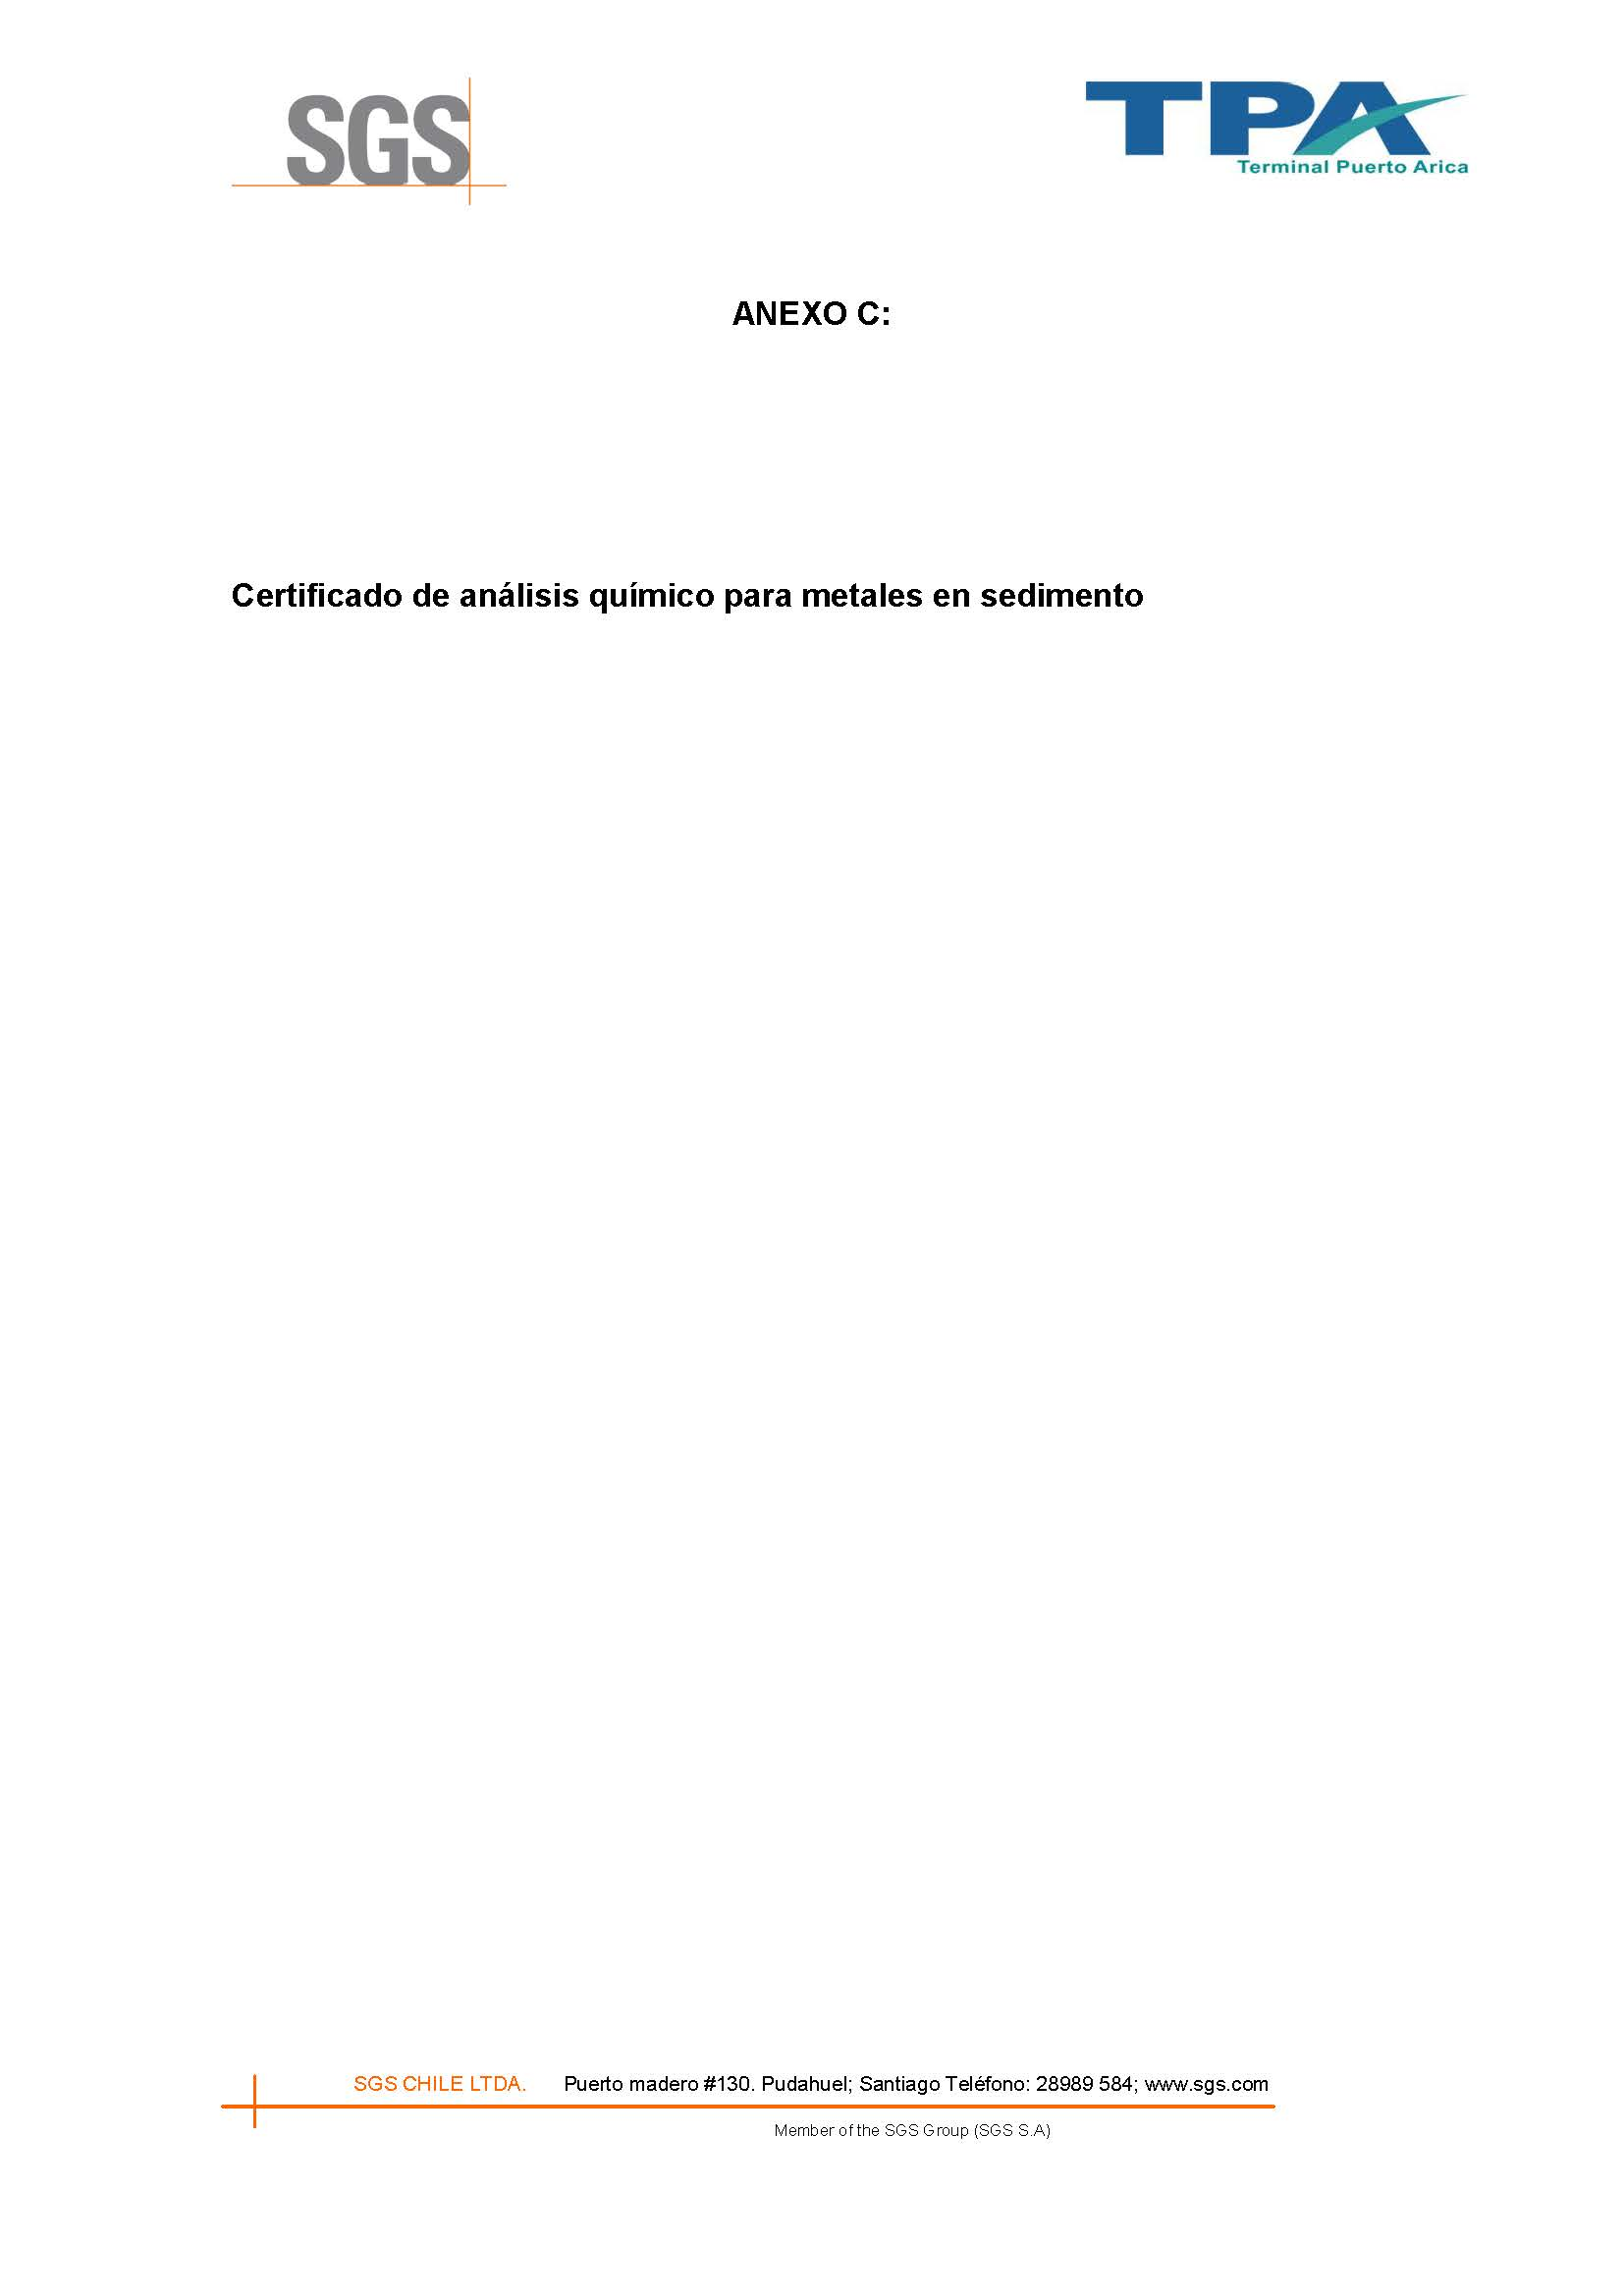 SGS
TPA
Terminal Puerto Arica
ANEXO C:
Certificado de análisis químico para metales en sedimento
SGS CHILE LTDA. Puerto madero #130. Pudahuel; Santiago Teléfono: 28989 584; www.sgs.com
Member of the SGS Group (SGS S.A)